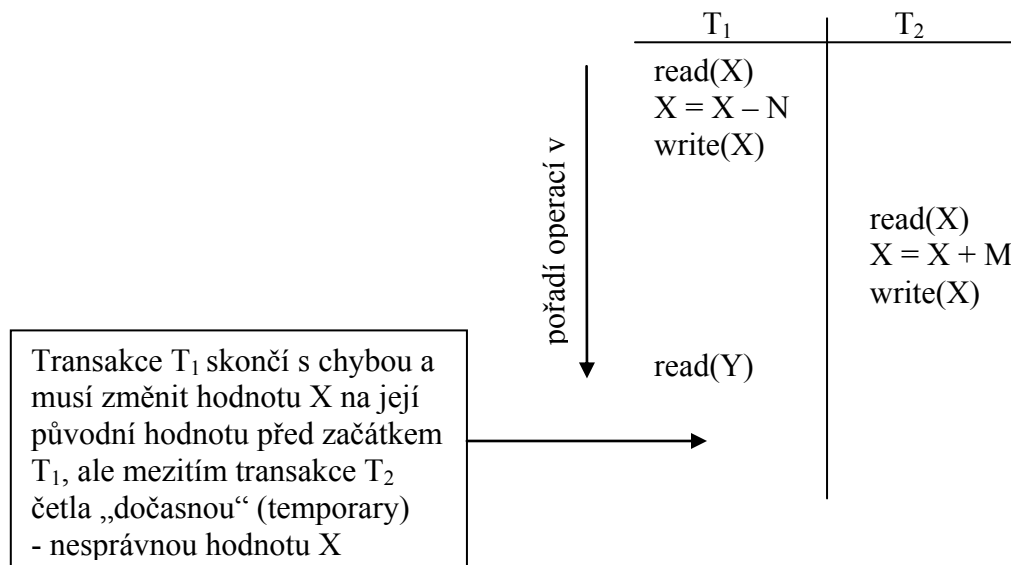 T₁ T₂
read(X)
X = X – N
write(X)
read(X)
X = X + M
write(X)
pořadí operací v
read(Y)
Transakce T₁ skončí s chybou a
musí změnit hodnotu X na její
původní hodnotu před začátkem
T₁, ale mezitím transakce T₂
četla „dočasnou“ (temporary)
- nesprávnou hodnotu X